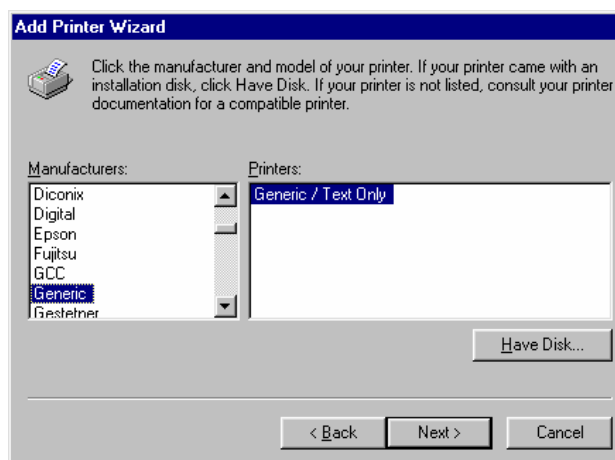 Add Printer Wizard
Click the manufacturer and model of your printer. If your printer came with an
installation disk, click Have Disk. If your printer is not listed, consult your printer
documentation for a compatible printer.
Manufacturers:
Diconix
Digital
Epson
Fujitsu
GCC
Generic
Gestetner
Printers:
Generic / Text Only
Have Disk...
< Back
Next >
Cancel